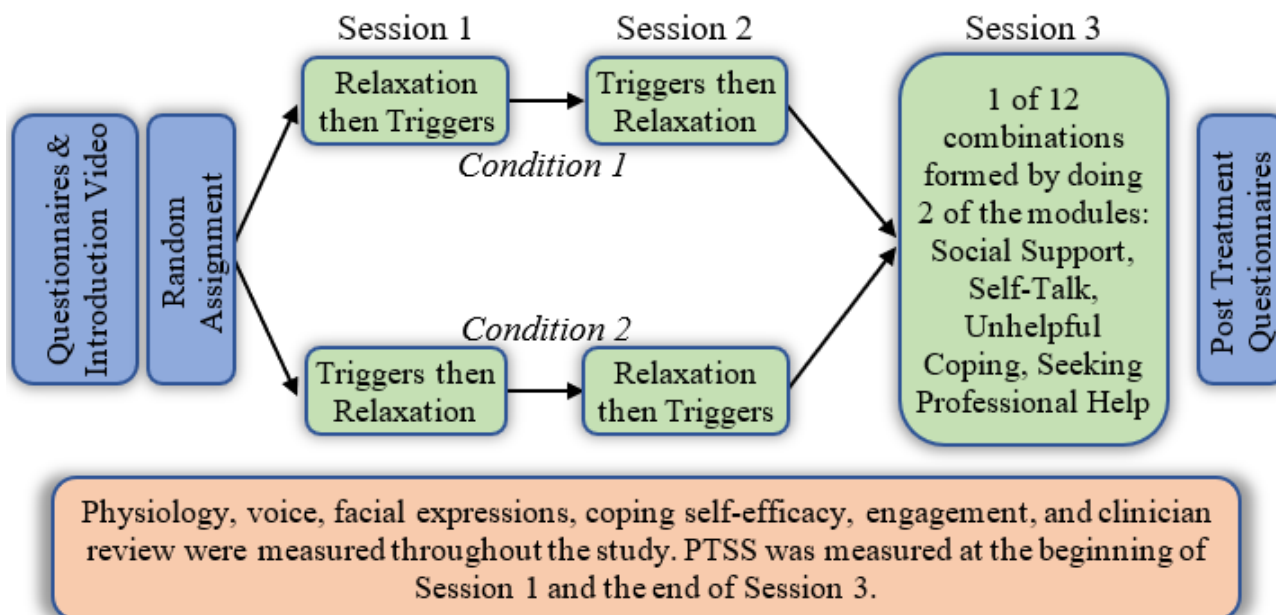 Session 1
Session 2
Session 3
Questionnaires &
Introduction Video
Random
Assignment
Relaxation
then Triggers
Triggers then
Relaxation
Condition 1
Condition 2
Triggers then
Relaxation
Relaxation
then Triggers
1 of 12
combinations
formed by doing
2 of the modules:
Social Support,
Self-Talk,
Unhelpful
Coping, Seeking
Professional Help
Post Treatment
Questionnaires
Physiology, voice, facial expressions, coping self-efficacy, engagement, and clinician
review were measured throughout the study. PTSS was measured at the beginning of
Session 1 and the end of Session 3.